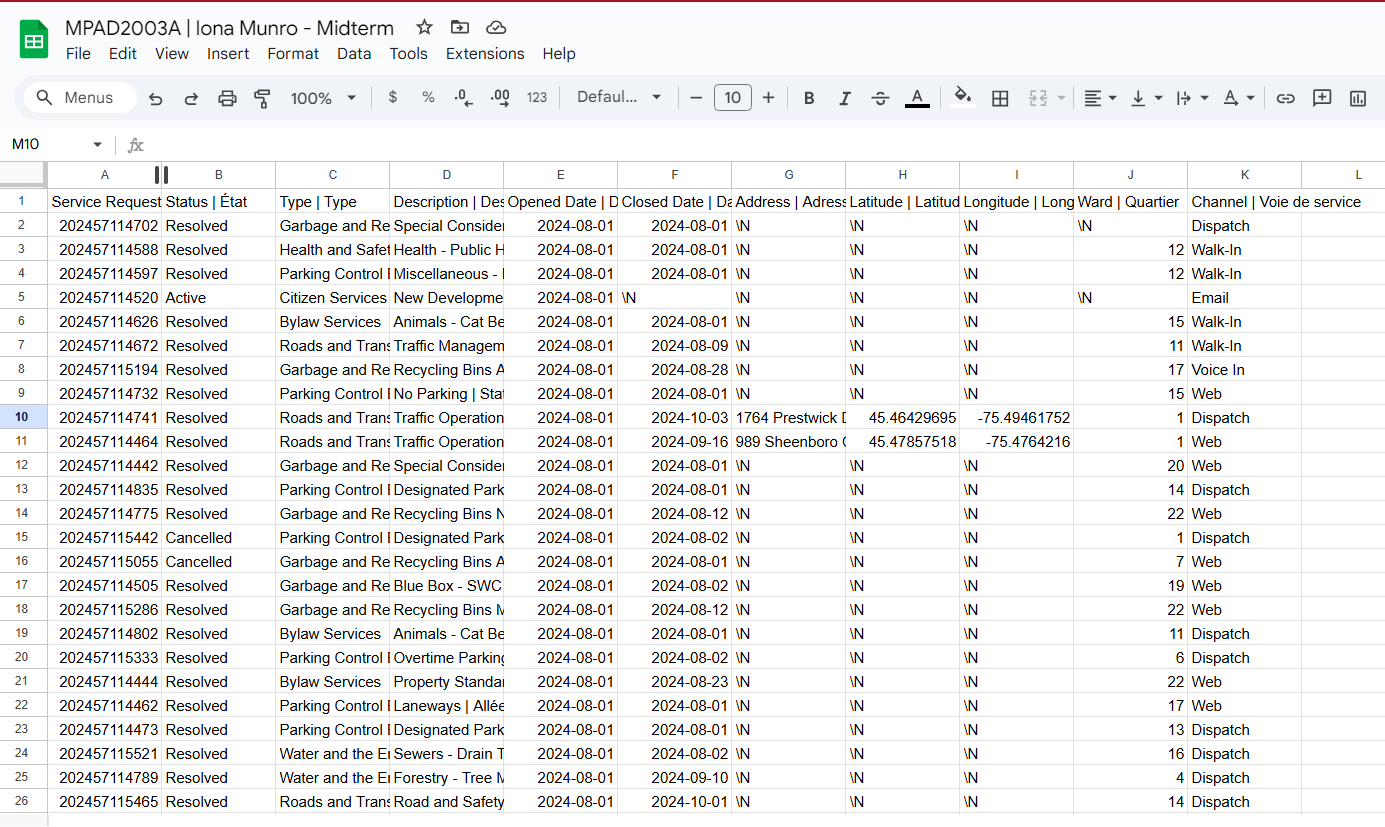 MPAD2003A | Iona Munro - Midterm
File Edit View Insert Format Data Tools Extensions Help
Menus 100% $ % .0 .00 123 Defaul... 10 B I A
M10 fx
A B C D E F G H I J K L
1 Service Request Status | État Type | Type Description | Des Opened Date | D Closed Date | Da Address | Adress Latitude | Latitud Longitude | Long Ward | Quartier Channel | Voie de service
2 202457114702 Resolved Garbage and Re Special Consider 2024-08-01 2024-08-01 \N \N \N \N Dispatch
3 202457114588 Resolved Health and Safet Health - Public H 2024-08-01 2024-08-01 \N \N \N 12 Walk-In
4 202457114597 Resolved Parking Control E Miscellaneous - I 2024-08-01 2024-08-01 \N \N \N 12 Walk-In
5 202457114520 Active Citizen Services New Developme 2024-08-01 \N \N \N \N \N Email
6 202457114626 Resolved Bylaw Services Animals - Cat Be 2024-08-01 2024-08-01 \N \N \N 15 Walk-In
7 202457114672 Resolved Roads and Trans Traffic Managem 2024-08-01 2024-08-09 \N \N \N 11 Walk-In
8 202457115194 Resolved Garbage and Re Recycling Bins A 2024-08-01 2024-08-28 \N \N \N 17 Voice In
9 202457114732 Resolved Parking Control E No Parking | Stat 2024-08-01 2024-08-01 \N \N \N 15 Web
10 202457114741 Resolved Roads and Trans Traffic Operation 2024-08-01 2024-10-03 1764 Prestwick D 45.46429695 -75.49461752 1 Dispatch
11 202457114464 Resolved Roads and Trans Traffic Operation 2024-08-01 2024-09-16 989 Sheenboro C 45.47857518 -75.4764216 1 Web
12 202457114442 Resolved Garbage and Re Special Consider 2024-08-01 2024-08-01 \N \N \N 20 Web
13 202457114835 Resolved Parking Control E Designated Park 2024-08-01 2024-08-01 \N \N \N 14 Dispatch
14 202457114775 Resolved Garbage and Re Recycling Bins N 2024-08-01 2024-08-12 \N \N \N 22 Web
15 202457115442 Cancelled Parking Control E Designated Park 2024-08-01 2024-08-02 \N \N \N 1 Dispatch
16 202457115055 Cancelled Garbage and Re Recycling Bins A 2024-08-01 2024-08-01 \N \N \N 7 Web
17 202457114505 Resolved Garbage and Re Blue Box - SWC 2024-08-01 2024-08-02 \N \N \N 19 Web
18 202457115286 Resolved Garbage and Re Recycling Bins M 2024-08-01 2024-08-12 \N \N \N 22 Web
19 202457114802 Resolved Bylaw Services Animals - Cat Be 2024-08-01 2024-08-01 \N \N \N 11 Dispatch
20 202457115333 Resolved Parking Control E Overtime Parking 2024-08-01 2024-08-02 \N \N \N 6 Dispatch
21 202457114444 Resolved Bylaw Services Property Standar 2024-08-01 2024-08-23 \N \N \N 22 Web
22 202457114462 Resolved Parking Control E Laneways | Allée 2024-08-01 2024-08-01 \N \N \N 17 Web
23 202457114473 Resolved Parking Control E Designated Park 2024-08-01 2024-08-01 \N \N \N 13 Dispatch
24 202457115521 Resolved Water and the En Sewers - Drain T 2024-08-01 2024-08-02 \N \N \N 16 Dispatch
25 202457114789 Resolved Water and the En Forestry - Tree M 2024-08-01 2024-09-10 \N \N \N 4 Dispatch
26 202457115465 Resolved Roads and Trans Road and Safety 2024-08-01 2024-10-01 \N \N \N 14 Dispatch